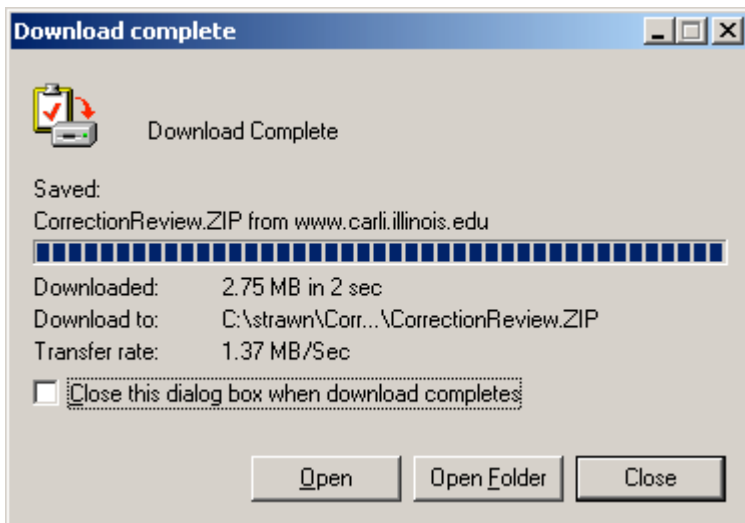 Download complete
Download Complete
Saved:
CorrectionReview.ZIP from www.carli.illinois.edu
Downloaded: 2.75 MB in 2 sec
Download to: C:\strawn\Corr...\CorrectionReview.ZIP
Transfer rate: 1.37 MB/Sec
Close this dialog box when download completes
Open Open Folder Close